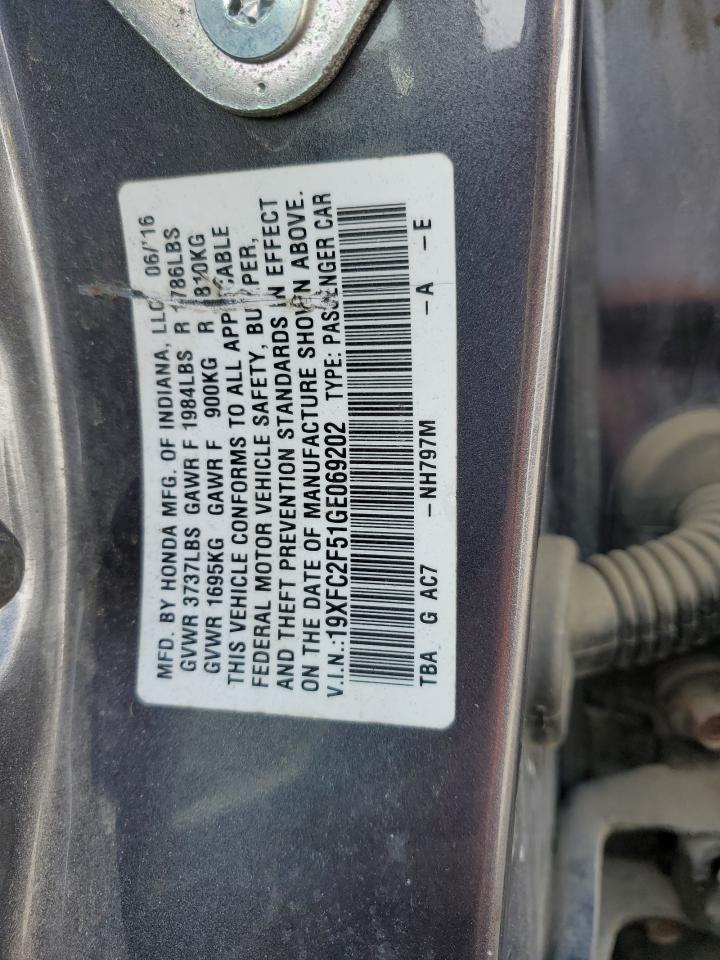 MFD. BY HONDA MFG. OF INDIANA, LLC 06/'16
GVWR 3737LBS GAWR F 1984LBS R 1786LBS
GVWR 1695KG GAWR F 900KG R 810KG
THIS VEHICLE CONFORMS TO ALL APPLICABLE
FEDERAL MOTOR VEHICLE SAFETY, BUMPER,
AND THEFT PREVENTION STANDARDS IN EFFECT
ON THE DATE OF MANUFACTURE SHOWN ABOVE.
V.I.N.:19XFC2F51GE069202 TYPE: PASSENGER CAR
TBA G AC7 -NH797M -A -E